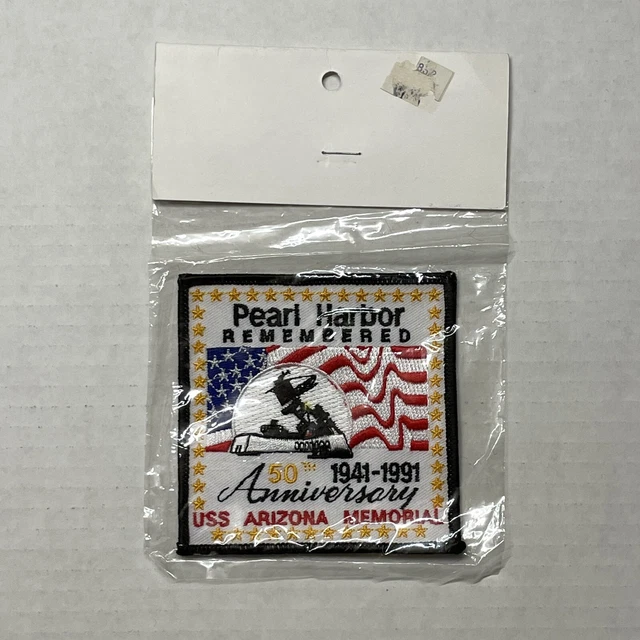 Pearl Harbor
REMEMBERED
50TH 1941-1991
Anniversary
USS ARIZONA MEMORIAL